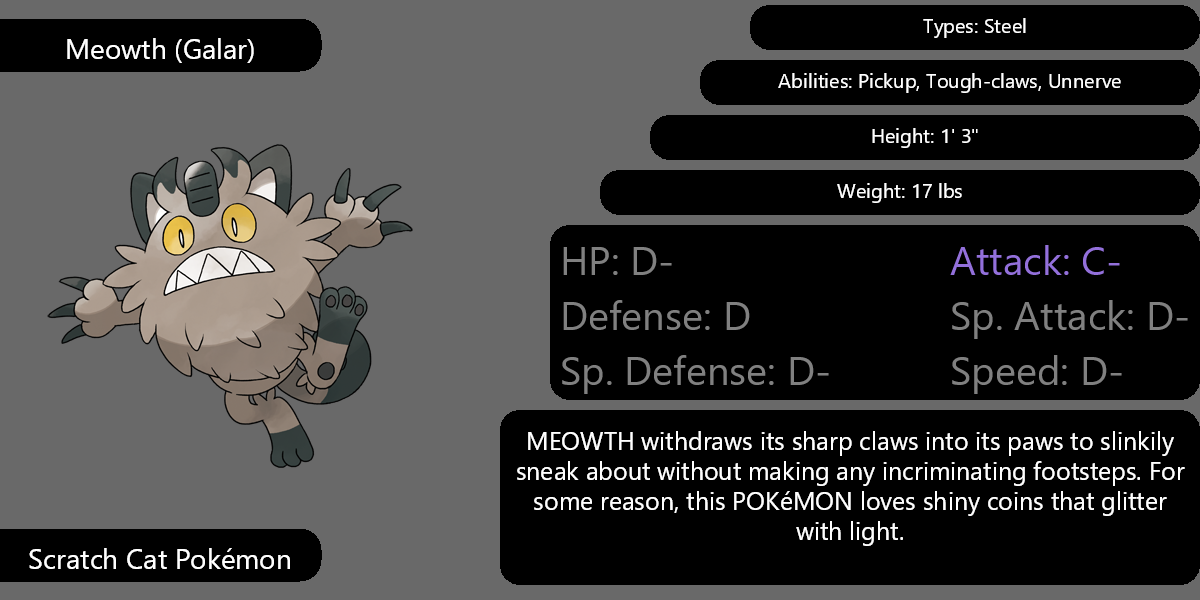 Meowth (Galar)
Types: Steel
Abilities: Pickup, Tough-claws, Unnerve
Height: 1' 3"
Weight: 17 lbs
HP: D-
Attack: C-
Defense: D
Sp. Attack: D-
Sp. Defense: D-
Speed: D-
MEOWTH withdraws its sharp claws into its paws to slinkily
sneak about without making any incriminating footsteps. For
some reason, this POKéMON loves shiny coins that glitter
with light.
Scratch Cat Pokémon